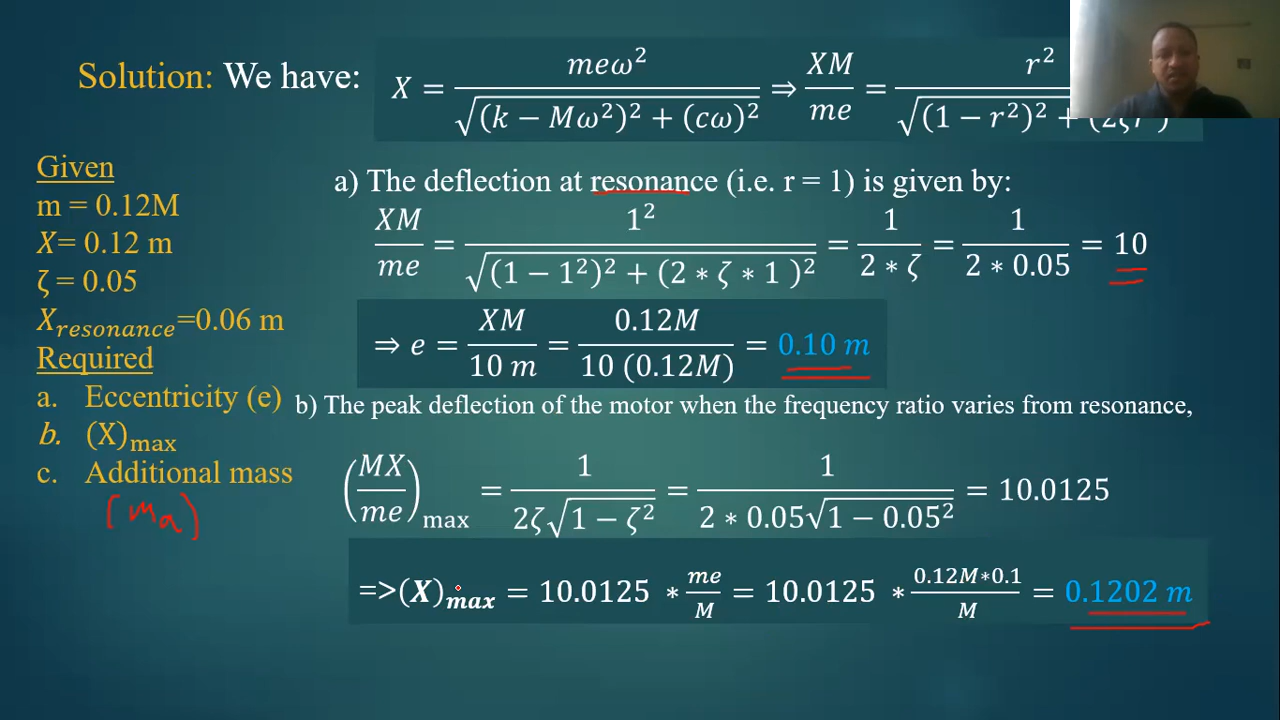 Solution: We have: X = meω² / √((k − Mω²)² + (cω)²) ⇒ XM/me = r² / √((1 − r²)² + (2ζr)
Given
m = 0.12M
X= 0.12 m
ζ = 0.05
X_resonance=0.06 m
Required
a. Eccentricity (e)
b. (X)max
c. Additional mass
(ma)
a) The deflection at resonance (i.e. r = 1) is given by:
XM/me = 1² / √((1 − 1²)² + (2 * ζ * 1 )²) = 1 / (2 * ζ) = 1 / (2 * 0.05) = 10
⇒ e = XM / 10 m = 0.12M / 10 (0.12M) = 0.10 m
b) The peak deflection of the motor when the frequency ratio varies from resonance,
(MX/me)max = 1 / (2ζ√(1 − ζ²)) = 1 / (2 * 0.05√(1 − 0.05²)) = 10.0125
=>(X)max = 10.0125 * me/M = 10.0125 * 0.12M*0.1/M = 0.1202 m